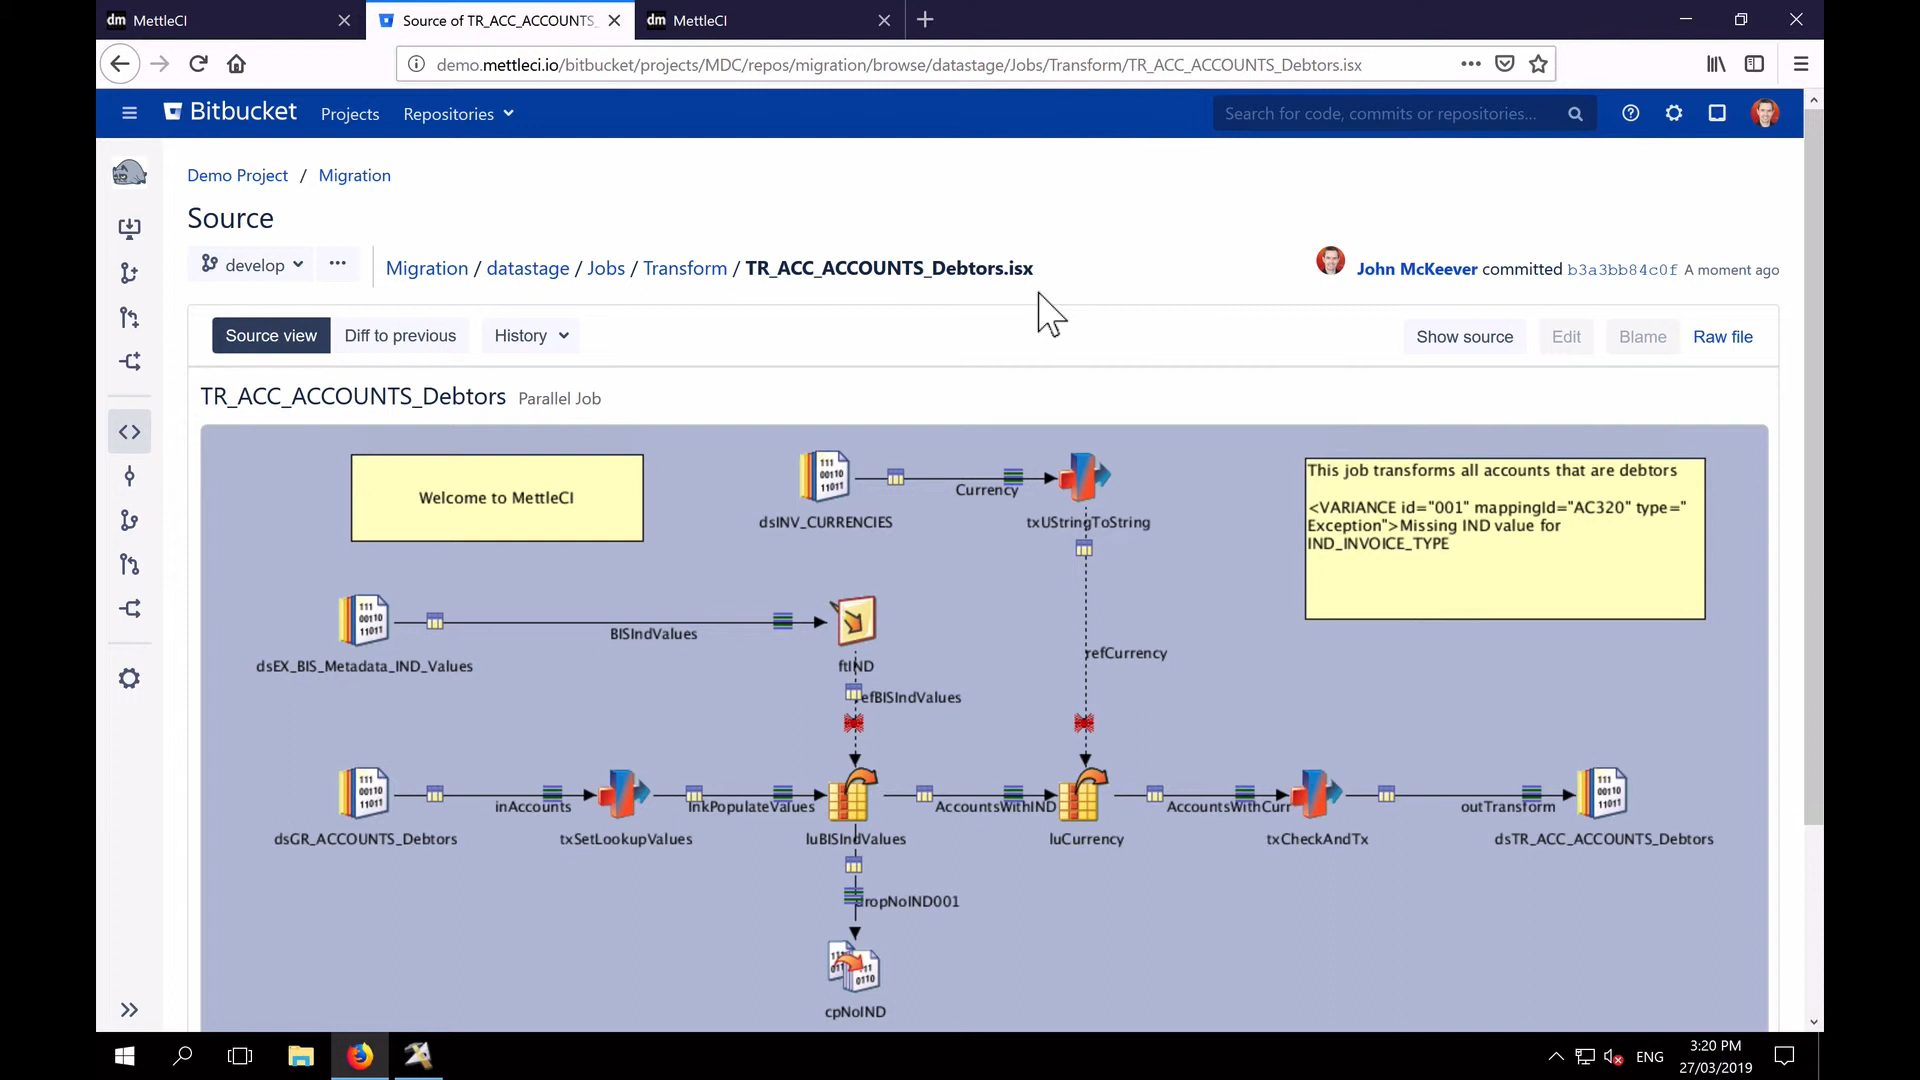 dm MettleCI
Source of TR_ACC_ACCOUNTS_
dm MettleCI
demo.mettleci.io/bitbucket/projects/MDC/repos/migration/browse/datastage/Jobs/Transform/TR_ACC_ACCOUNTS_Debtors.isx
Bitbucket
Projects
Repositories
Search for code, commits or repositories...
Demo Project / Migration
Source
develop
Migration / datastage / Jobs / Transform / TR_ACC_ACCOUNTS_Debtors.isx
John McKeever committed b3a3bb84c0f A moment ago
Source view
Diff to previous
History
Show source
Edit
Blame
Raw file
TR_ACC_ACCOUNTS_Debtors Parallel Job
Welcome to MettleCI
Currency
dsINV_CURRENCIES
txUStringToString
This job transforms all accounts that are debtors
<VARIANCE id="001" mappingId="AC320" type="
Exception">Missing IND value for
IND_INVOICE_TYPE
BISIndValues
dsEX_BIS_Metadata_IND_Values
ftIND
refCurrency
refBISIndValues
inAccounts
lnkPopulateValues
AccountsWithIND
AccountsWithCurr
outTransform
dsGR_ACCOUNTS_Debtors
txSetLookupValues
luBISIndValues
luCurrency
txCheckAndTx
dsTR_ACC_ACCOUNTS_Debtors
dropNoIND001
cpNoIND
ENG
3:20 PM
27/03/2019